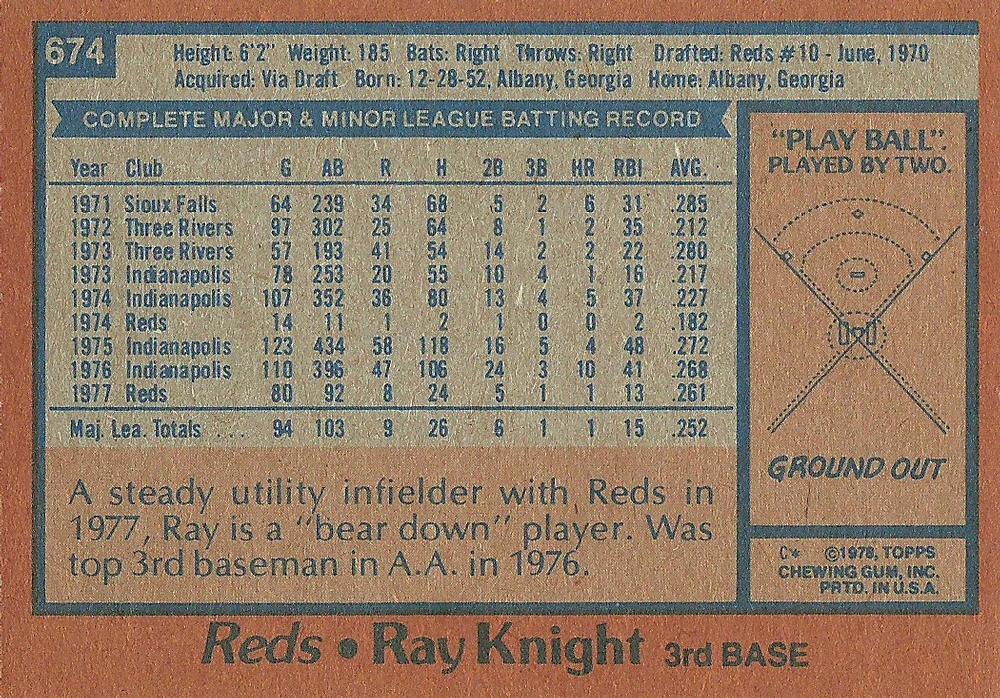 674
Height: 6'2" Weight: 185 Bats: Right Throws: Right Drafted: Reds #10 - June, 1970
Acquired: Via Draft Born: 12-28-52, Albany, Georgia Home: Albany, Georgia
COMPLETE MAJOR & MINOR LEAGUE BATTING RECORD
Year Club G AB R H 2B 3B HR RBI AVG.
1971 Sioux Falls 64 239 34 68 5 2 6 31 .285
1972 Three Rivers 97 302 25 64 8 1 2 35 .212
1973 Three Rivers 57 193 41 54 14 2 2 22 .280
1973 Indianapolis 78 253 20 55 10 4 1 16 .217
1974 Indianapolis 107 352 36 80 13 4 5 37 .227
1974 Reds 14 11 1 2 1 0 0 2 .182
1975 Indianapolis 123 434 58 118 16 5 4 48 .272
1976 Indianapolis 110 396 47 106 24 3 10 41 .268
1977 Reds 80 92 8 24 5 1 1 13 .261
Maj. Lea. Totals ... 94 103 9 26 6 1 1 15 .252
A steady utility infielder with Reds in
1977, Ray is a "bear down" player. Was
top 3rd baseman in A.A. in 1976.
"PLAY BALL".
PLAYED BY TWO.
GROUND OUT
C* ©1978, TOPPS
CHEWING GUM, INC.
PRTD. IN U.S.A.
Reds • Ray Knight 3rd BASE